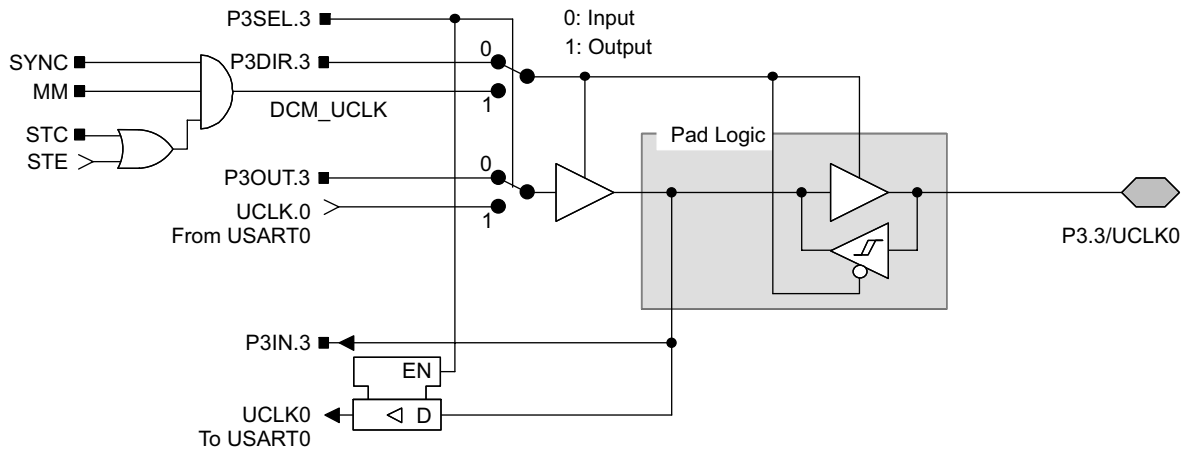 P3SEL.3
0: Input
1: Output
SYNC
P3DIR.3
0
MM
1
DCM_UCLK
STC
STE
Pad Logic
P3OUT.3
0
UCLK.0
1
From USART0
P3.3/UCLK0
P3IN.3
EN
UCLK0
D
To USART0